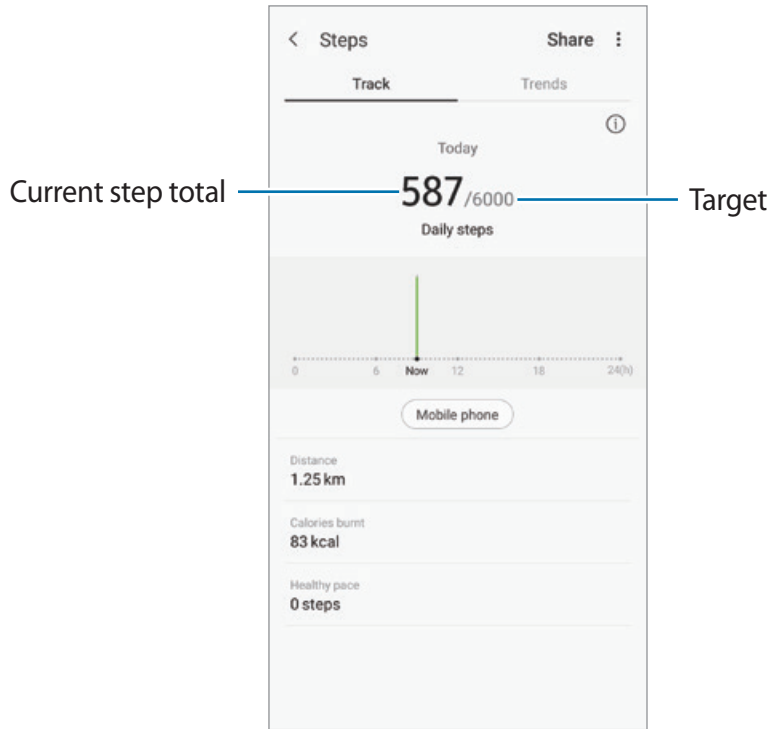 Steps Share
Track Trends
Today
Current step total 587/6000 Target
Daily steps
0 6 Now 12 18 24(h)
Mobile phone
Distance
1.25 km
Calories burnt
83 kcal
Healthy pace
0 steps